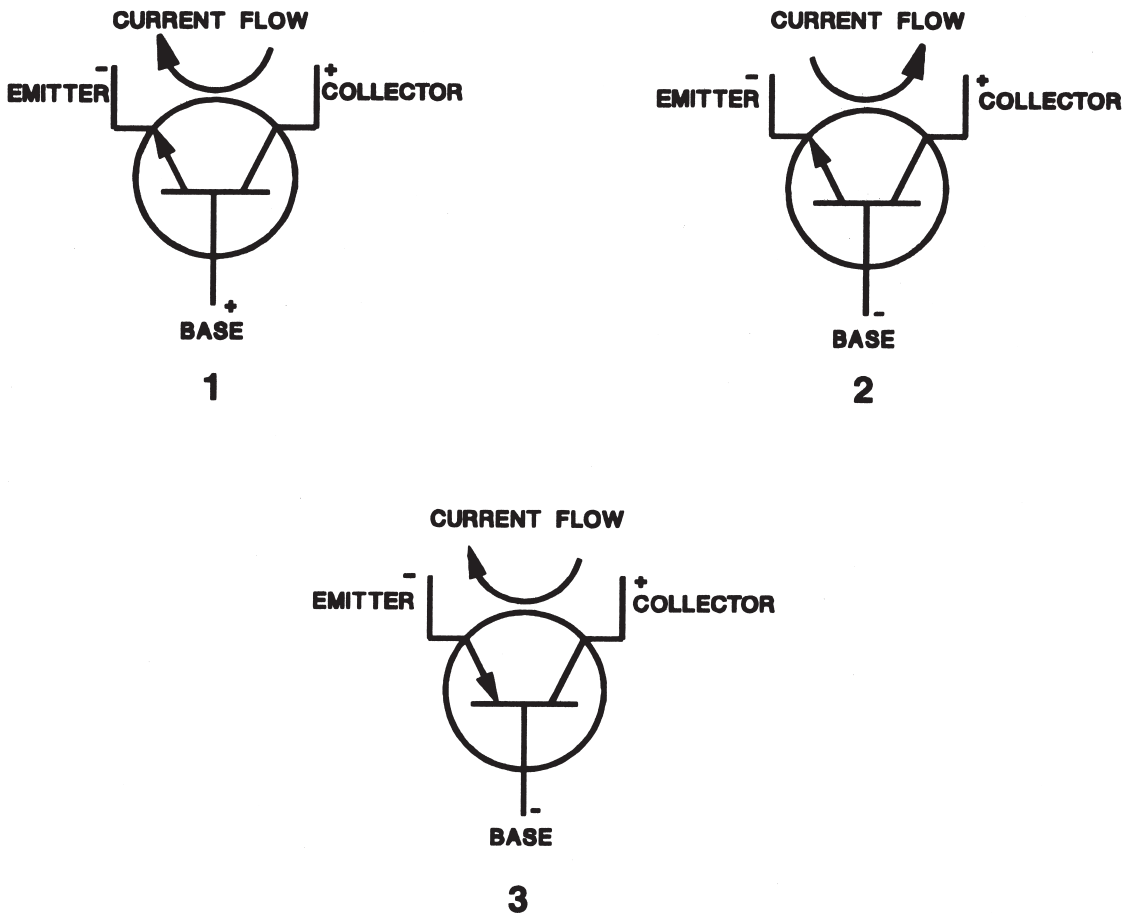 CURRENT FLOW
-
EMITTER
+
COLLECTOR
+
BASE
1
CURRENT FLOW
-
EMITTER
+
COLLECTOR
-
BASE
2
CURRENT FLOW
-
EMITTER
+
COLLECTOR
-
BASE
3